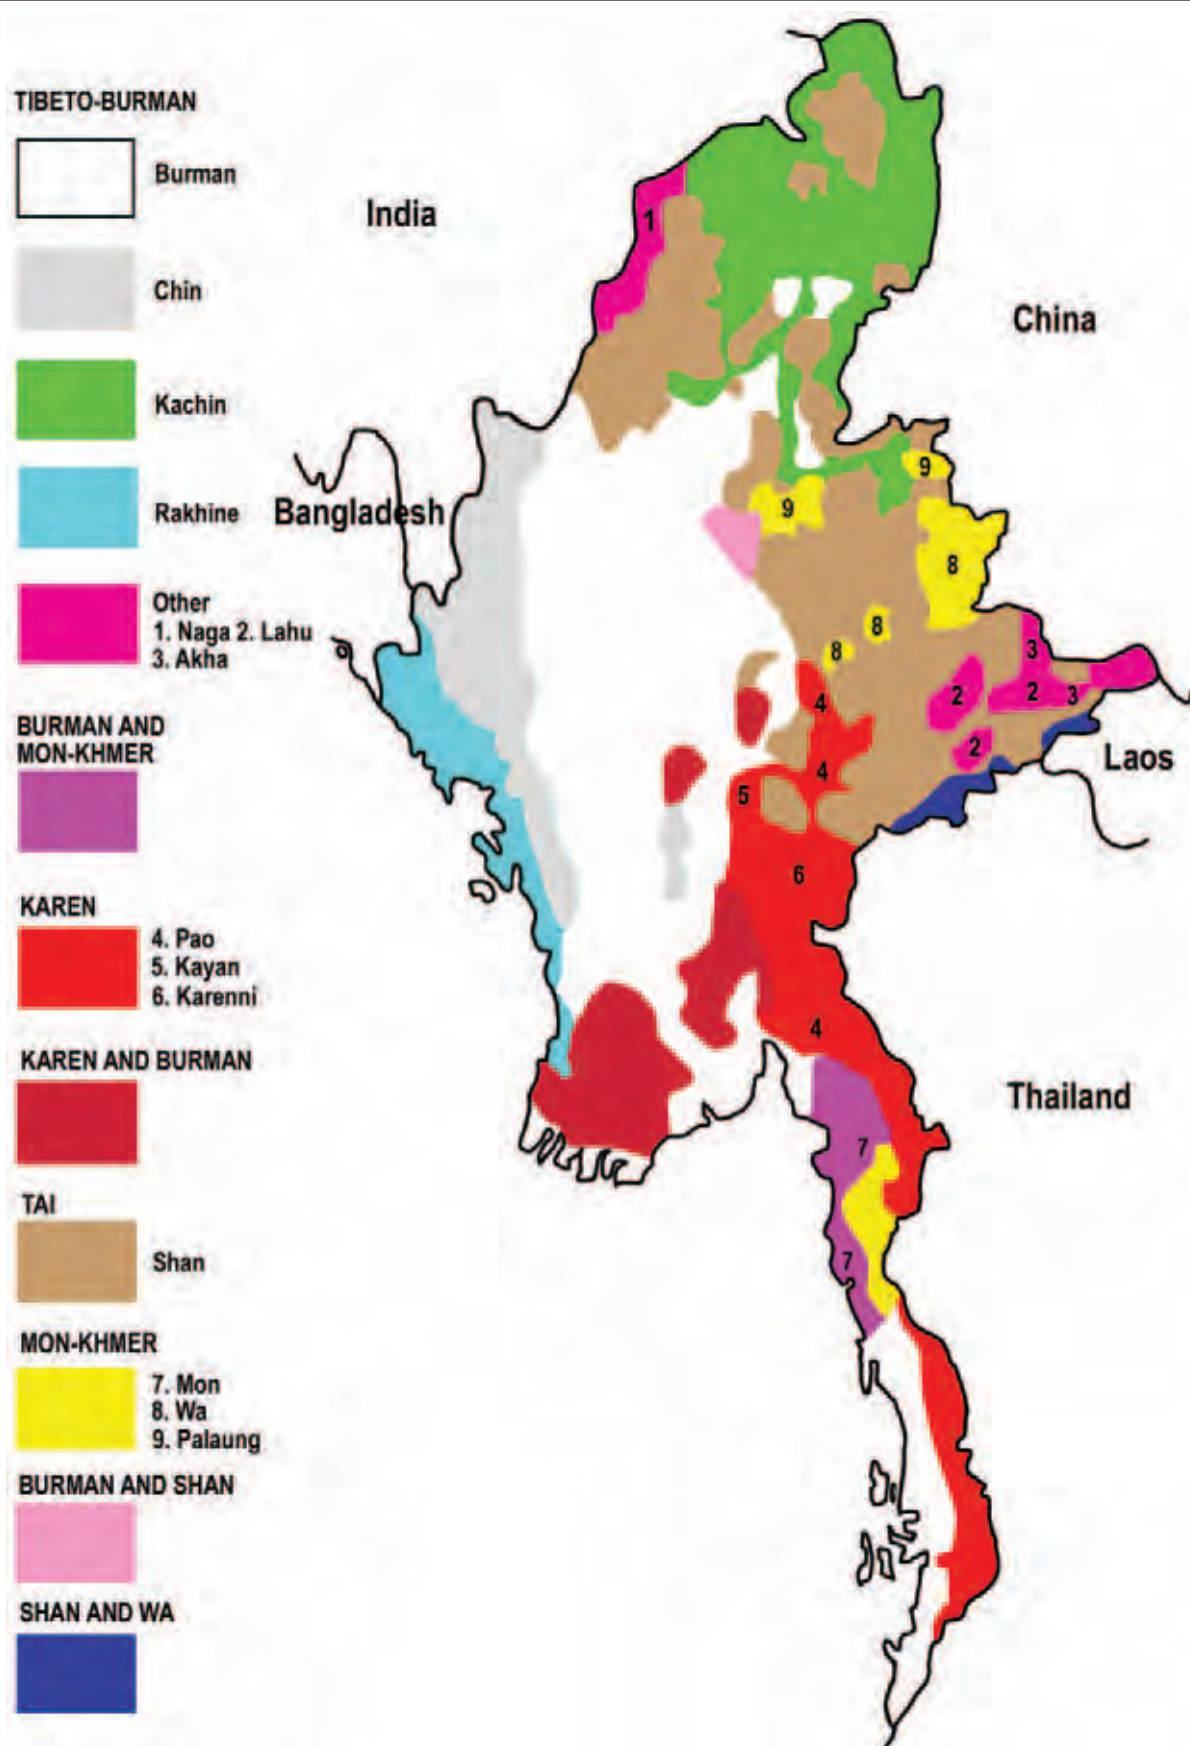 TIBETO-BURMAN
Burman
Chin
Kachin
Rakhine
Other
1. Naga 2. Lahu
3. Akha
BURMAN AND
MON-KHMER
KAREN
4. Pao
5. Kayan
6. Karenni
KAREN AND BURMAN
TAI
Shan
MON-KHMER
7. Mon
8. Wa
9. Palaung
BURMAN AND SHAN
SHAN AND WA
India
China
Bangladesh
Laos
Thailand
1
9
9
8
8
8
3
2
2
3
2
4
4
5
6
4
7
7